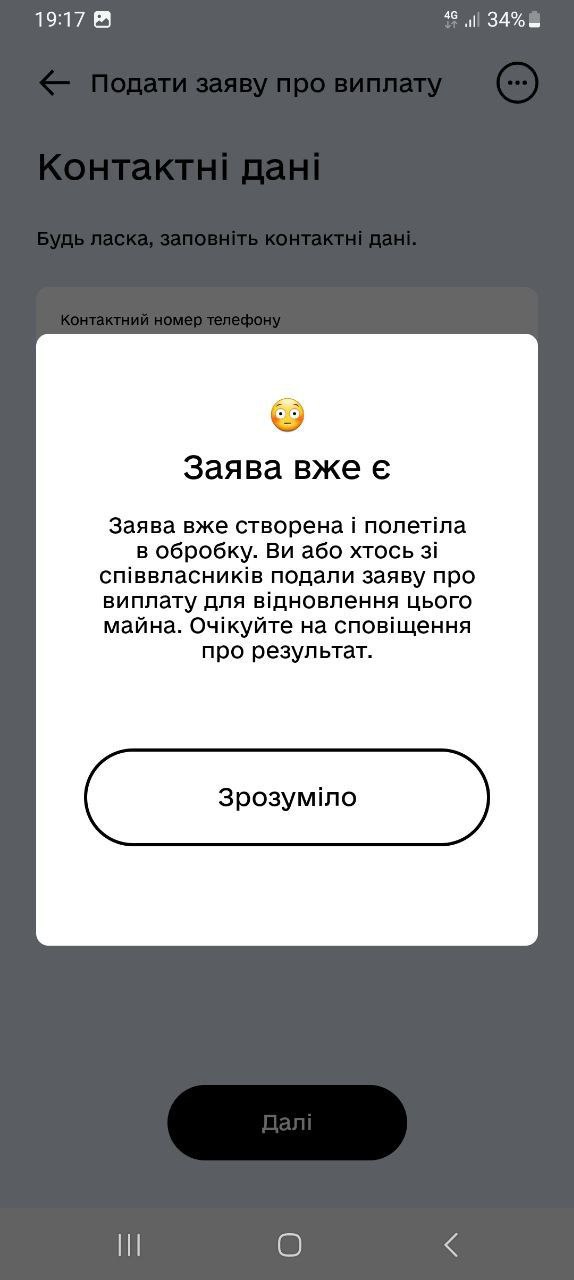 19:17 4G 34%
Подати заяву про виплату
Контактні дані
Будь ласка, заповніть контактні дані.
Контактний номер телефону
Заява вже є
Заява вже створена і полетіла
в обробку. Ви або хтось зі
співвласників подали заяву про
виплату для відновлення цього
майна. Очікуйте на сповіщення
про результат.
Зрозуміло
Далі